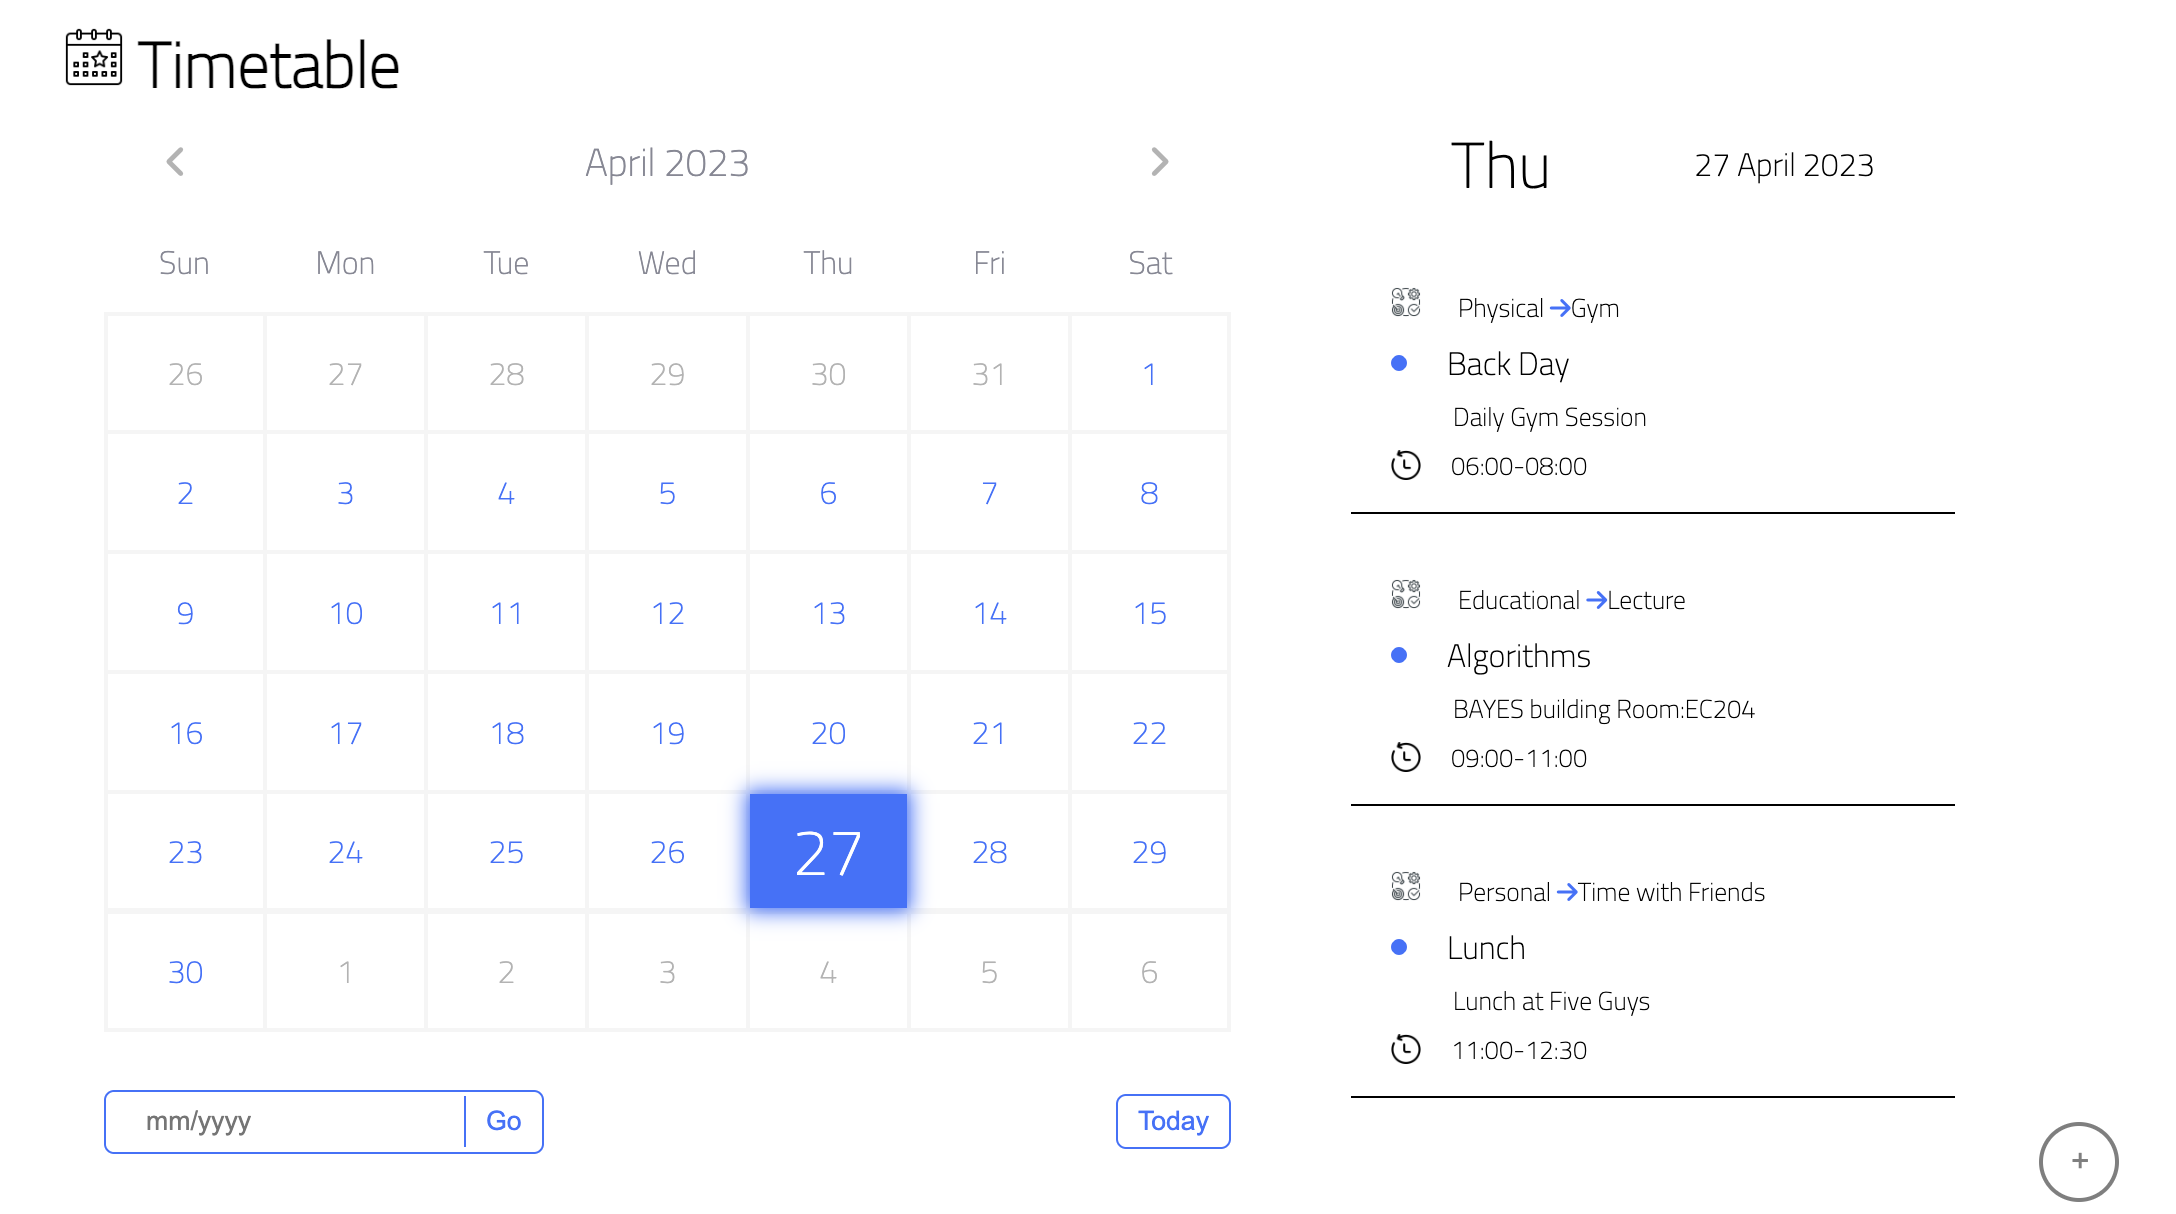 Timetable
April 2023
Sun Mon Tue Wed Thu Fri Sat
26 27 28 29 30 31 1
2 3 4 5 6 7 8
9 10 11 12 13 14 15
16 17 18 19 20 21 22
23 24 25 26 27 28 29
30 1 2 3 4 5 6
mm/yyyy Go
Today
Thu 27 April 2023
Physical →Gym
Back Day
Daily Gym Session
06:00-08:00
Educational →Lecture
Algorithms
BAYES building Room:EC204
09:00-11:00
Personal →Time with Friends
Lunch
Lunch at Five Guys
11:00-12:30
+